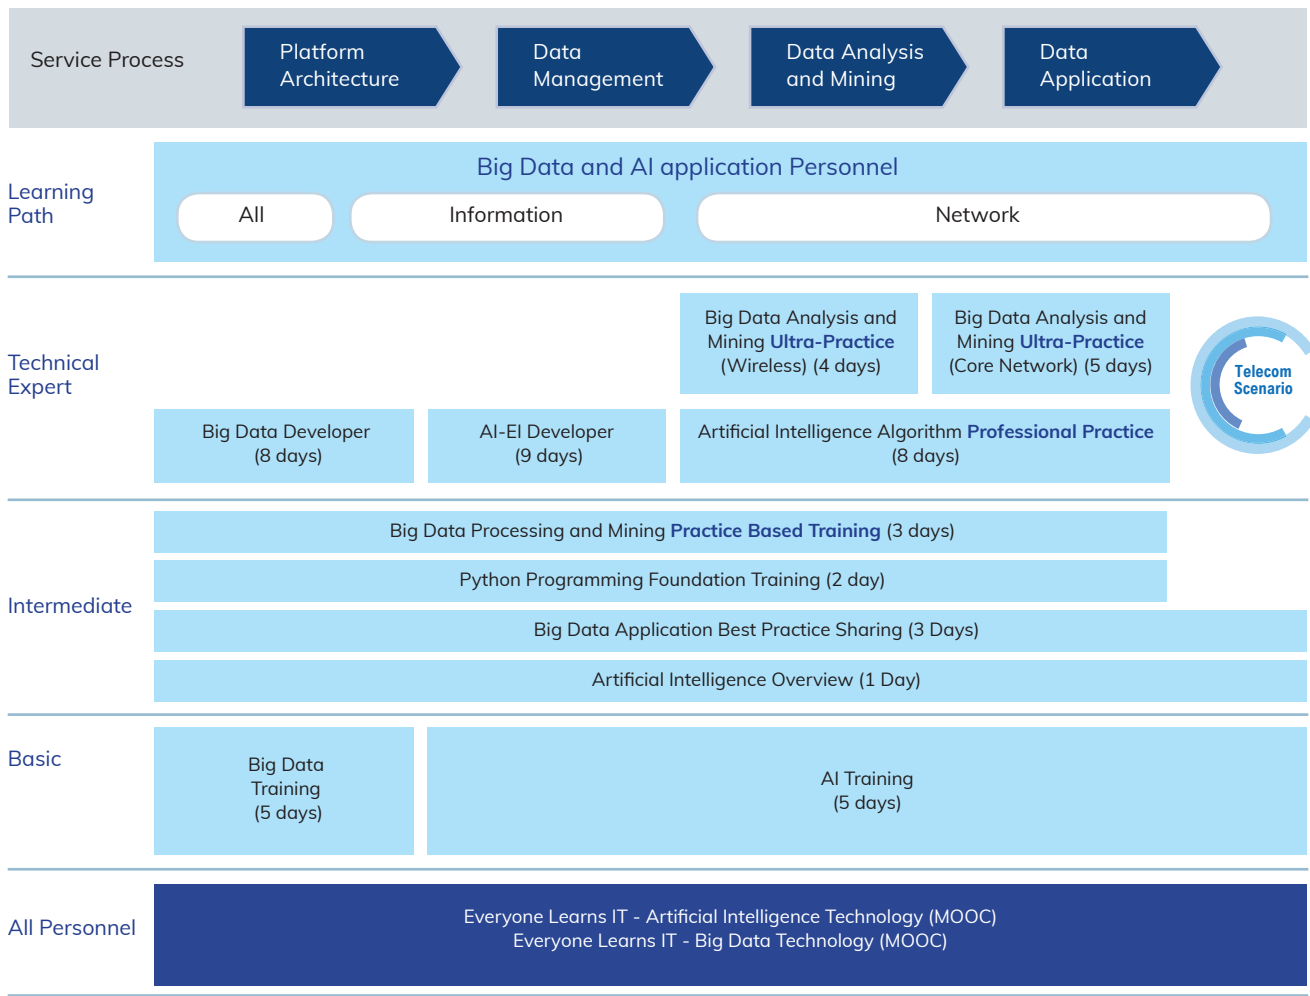 Service Process
Platform
Architecture
Data
Management
Data Analysis
and Mining
Data
Application
Learning
Path
Big Data and AI application Personnel
All
Information
Network
Technical
Expert
Big Data Analysis and
Mining Ultra-Practice
(Wireless) (4 days)
Big Data Analysis and
Mining Ultra-Practice
(Core Network) (5 days)
Telecom
Scenario
Big Data Developer
(8 days)
AI-EI Developer
(9 days)
Artificial Intelligence Algorithm Professional Practice
(8 days)
Intermediate
Big Data Processing and Mining Practice Based Training (3 days)
Python Programming Foundation Training (2 day)
Big Data Application Best Practice Sharing (3 Days)
Artificial Intelligence Overview (1 Day)
Basic
Big Data
Training
(5 days)
AI Training
(5 days)
All Personnel
Everyone Learns IT - Artificial Intelligence Technology (MOOC)
Everyone Learns IT - Big Data Technology (MOOC)